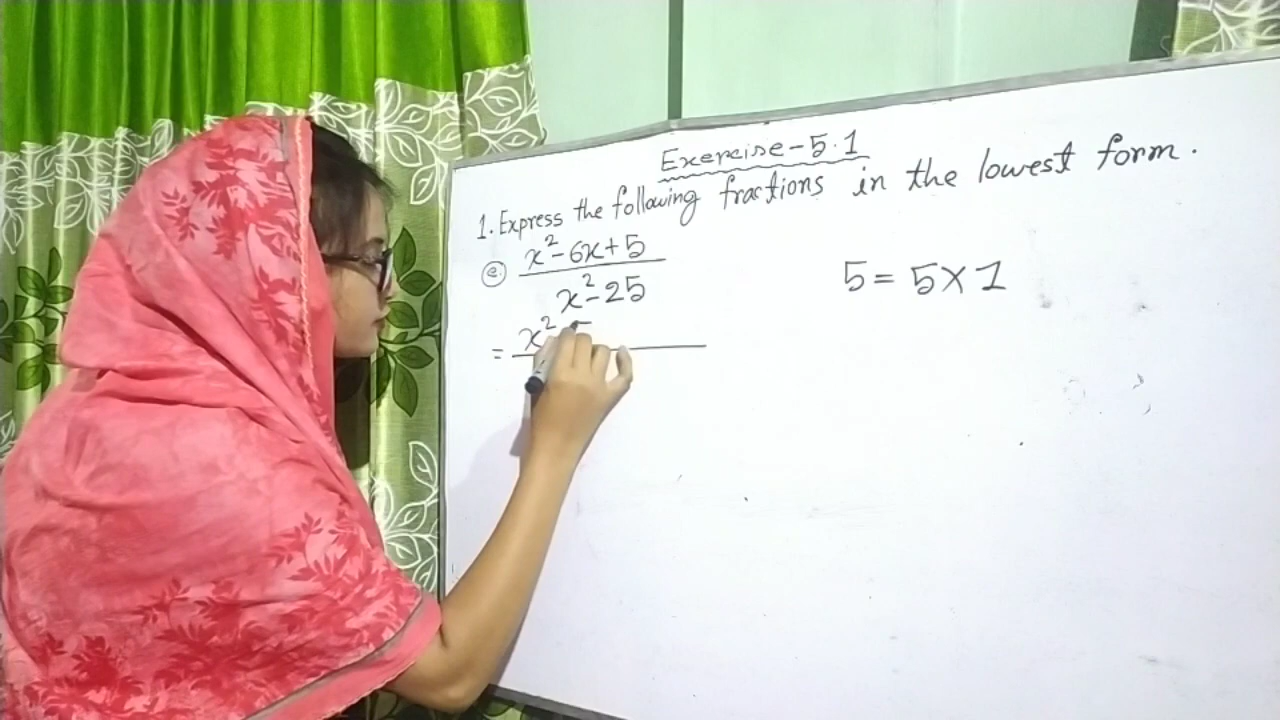 Exercise-5.1
1. Express the following fractions in the lowest form.
(e) x²-6x+5
x²-25
5=5×1
= x²-